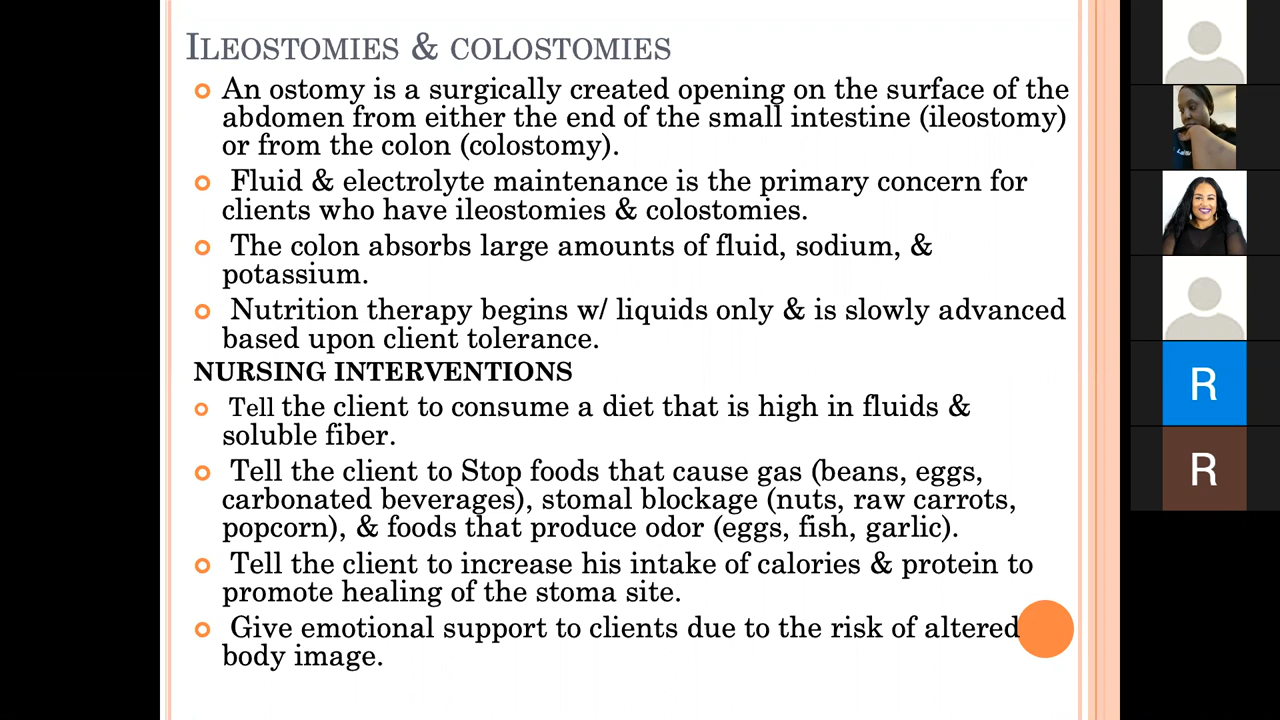 ILEOSTOMIES & COLOSTOMIES
An ostomy is a surgically created opening on the surface of the
abdomen from either the end of the small intestine (ileostomy)
or from the colon (colostomy).
Fluid & electrolyte maintenance is the primary concern for
clients who have ileostomies & colostomies.
The colon absorbs large amounts of fluid, sodium, &
potassium.
Nutrition therapy begins w/ liquids only & is slowly advanced
based upon client tolerance.
NURSING INTERVENTIONS
Tell the client to consume a diet that is high in fluids &
soluble fiber.
Tell the client to Stop foods that cause gas (beans, eggs,
carbonated beverages), stomal blockage (nuts, raw carrots,
popcorn), & foods that produce odor (eggs, fish, garlic).
Tell the client to increase his intake of calories & protein to
promote healing of the stoma site.
Give emotional support to clients due to the risk of altered
body image.
R
R